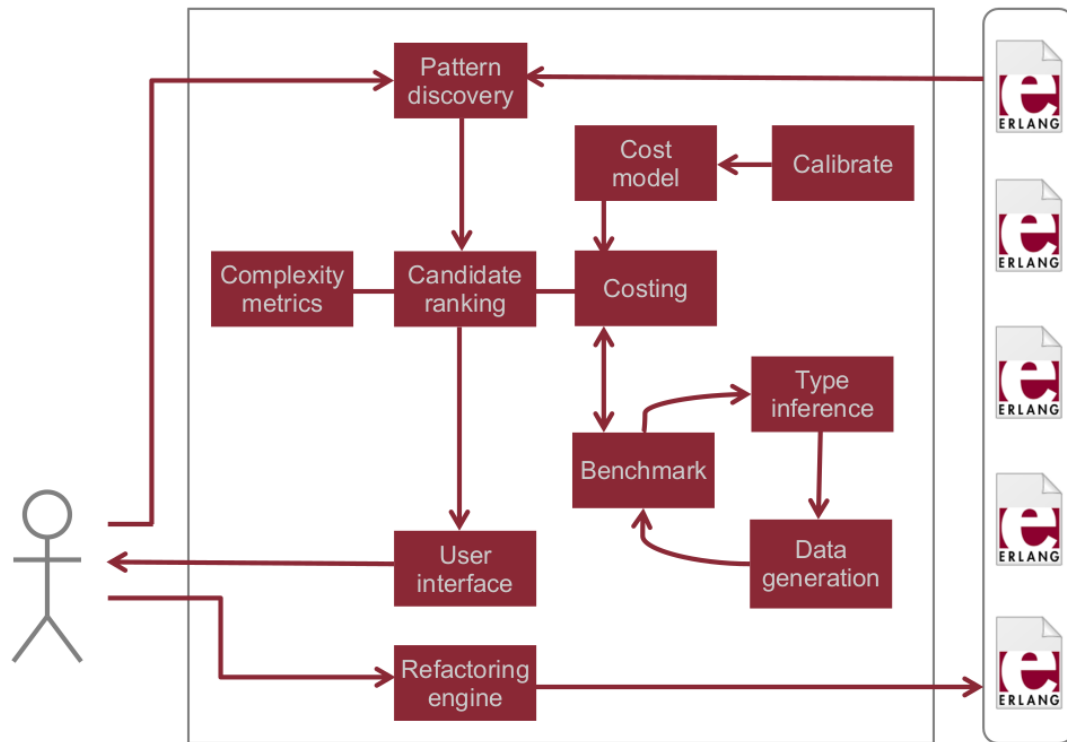 Pattern
discovery
ERLANG
Cost
model
Calibrate
ERLANG
Complexity
metrics
Candidate
ranking
Costing
Type
inference
ERLANG
Benchmark
User
interface
Data
generation
ERLANG
Refactoring
engine
ERLANG